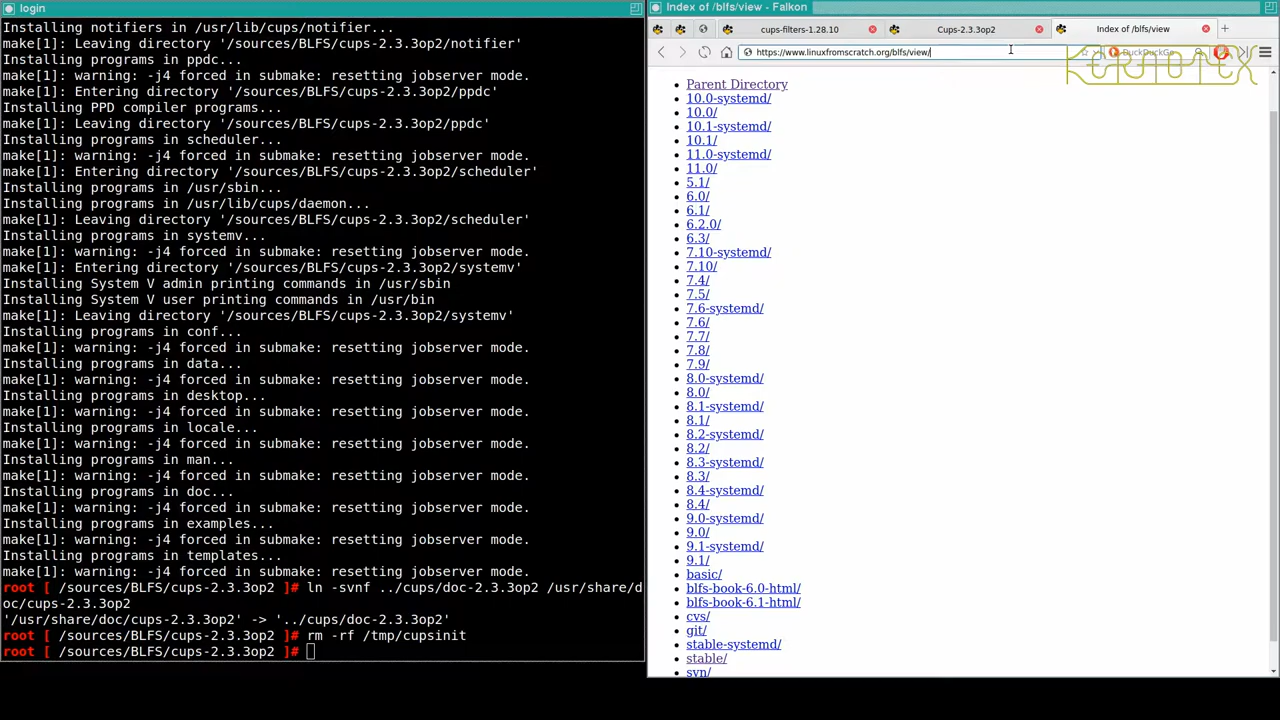 login
Installing notifiers in /usr/lib/cups/notifier...
make[1]: Leaving directory '/sources/BLFS/cups-2.3.3op2/notifier'
Installing programs in ppdc...
make[1]: warning: -j4 forced in submake: resetting jobserver mode.
make[1]: Entering directory '/sources/BLFS/cups-2.3.3op2/ppdc'
Installing PPD compiler programs...
make[1]: Leaving directory '/sources/BLFS/cups-2.3.3op2/ppdc'
Installing programs in scheduler...
make[1]: warning: -j4 forced in submake: resetting jobserver mode.
make[1]: Entering directory '/sources/BLFS/cups-2.3.3op2/scheduler'
Installing programs in /usr/sbin...
Installing programs in /usr/lib/cups/daemon...
make[1]: Leaving directory '/sources/BLFS/cups-2.3.3op2/scheduler'
Installing programs in systemv...
make[1]: warning: -j4 forced in submake: resetting jobserver mode.
make[1]: Entering directory '/sources/BLFS/cups-2.3.3op2/systemv'
Installing System V admin printing commands in /usr/sbin
Installing System V user printing commands in /usr/bin
make[1]: Leaving directory '/sources/BLFS/cups-2.3.3op2/systemv'
Installing programs in conf...
make[1]: warning: -j4 forced in submake: resetting jobserver mode.
Installing programs in data...
make[1]: warning: -j4 forced in submake: resetting jobserver mode.
Installing programs in desktop...
make[1]: warning: -j4 forced in submake: resetting jobserver mode.
Installing programs in locale...
make[1]: warning: -j4 forced in submake: resetting jobserver mode.
Installing programs in man...
make[1]: warning: -j4 forced in submake: resetting jobserver mode.
Installing programs in doc...
make[1]: warning: -j4 forced in submake: resetting jobserver mode.
Installing programs in examples...
make[1]: warning: -j4 forced in submake: resetting jobserver mode.
Installing programs in templates...
make[1]: warning: -j4 forced in submake: resetting jobserver mode.
root [ /sources/BLFS/cups-2.3.3op2 ]# ln -svnf ../cups/doc-2.3.3op2 /usr/share/d
oc/cups-2.3.3op2
'/usr/share/doc/cups-2.3.3op2' -> '../cups/doc-2.3.3op2'
root [ /sources/BLFS/cups-2.3.3op2 ]# rm -rf /tmp/cupsinit
root [ /sources/BLFS/cups-2.3.3op2 ]#
Index of /blfs/view - Falkon
cups-filters-1.28.10
Cups-2.3.3op2
Index of /blfs/view
https://www.linuxfromscratch.org/blfs/view/
DuckDuckGo
KERNOTEX
Parent Directory
10.0-systemd/
10.0/
10.1-systemd/
10.1/
11.0-systemd/
11.0/
5.1/
6.0/
6.1/
6.2.0/
6.3/
7.10-systemd/
7.10/
7.4/
7.5/
7.6-systemd/
7.6/
7.7/
7.8/
7.9/
8.0-systemd/
8.0/
8.1-systemd/
8.1/
8.2-systemd/
8.2/
8.3-systemd/
8.3/
8.4-systemd/
8.4/
9.0-systemd/
9.0/
9.1-systemd/
9.1/
basic/
blfs-book-6.0-html/
blfs-book-6.1-html/
cvs/
git/
stable-systemd/
stable/
svn/